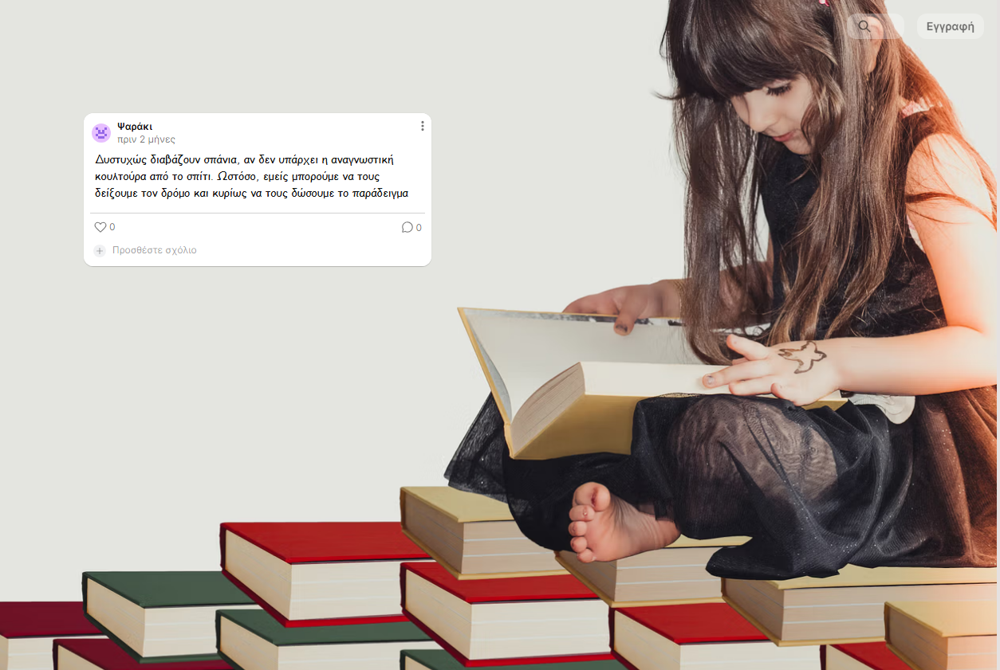 Εγγραφή
Ψαράκι
πριν 2 μήνες
Δυστυχώς διαβάζουν σπάνια, αν δεν υπάρχει η αναγνωστική
κουλτούρα από το σπίτι. Ωστόσο, εμείς μπορούμε να τους
δείξουμε τον δρόμο και κυρίως να τους δώσουμε το παράδειγμα
0
0
Προσθέστε σχόλιο